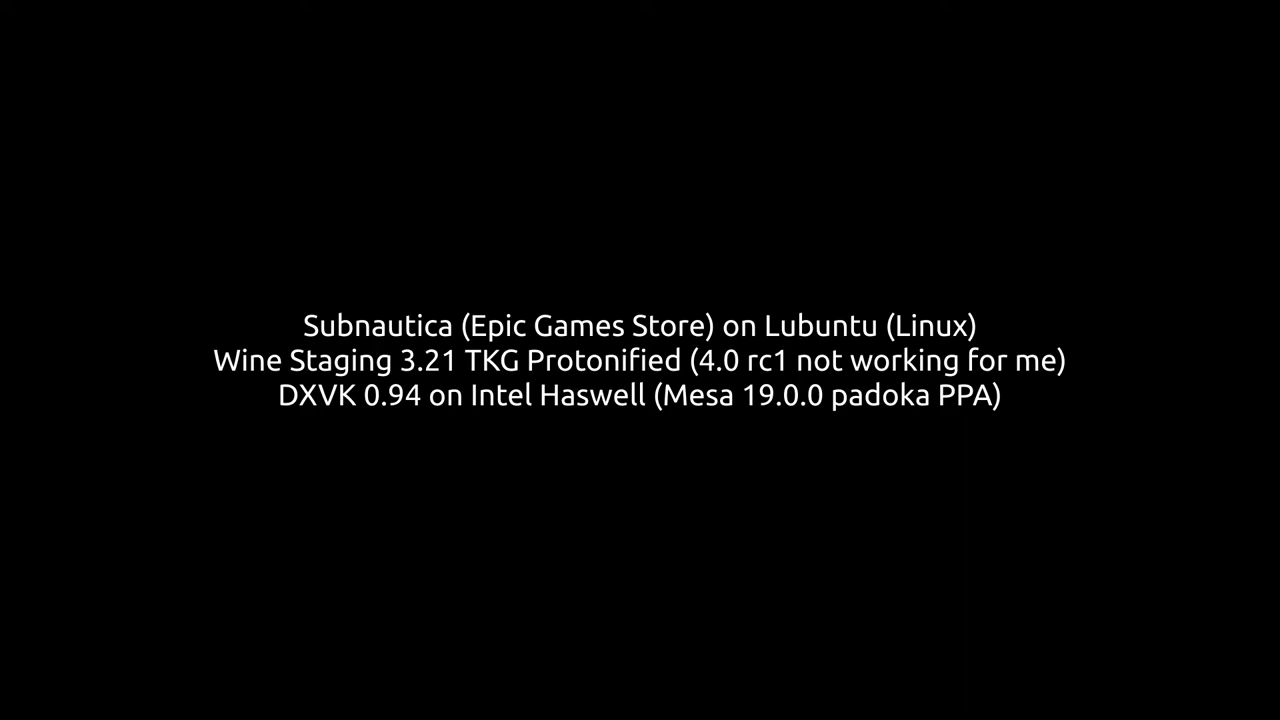 Subnautica (Epic Games Store) on Lubuntu (Linux)
Wine Staging 3.21 TKG Protonified (4.0 rc1 not working for me)
DXVK 0.94 on Intel Haswell (Mesa 19.0.0 padoka PPA)